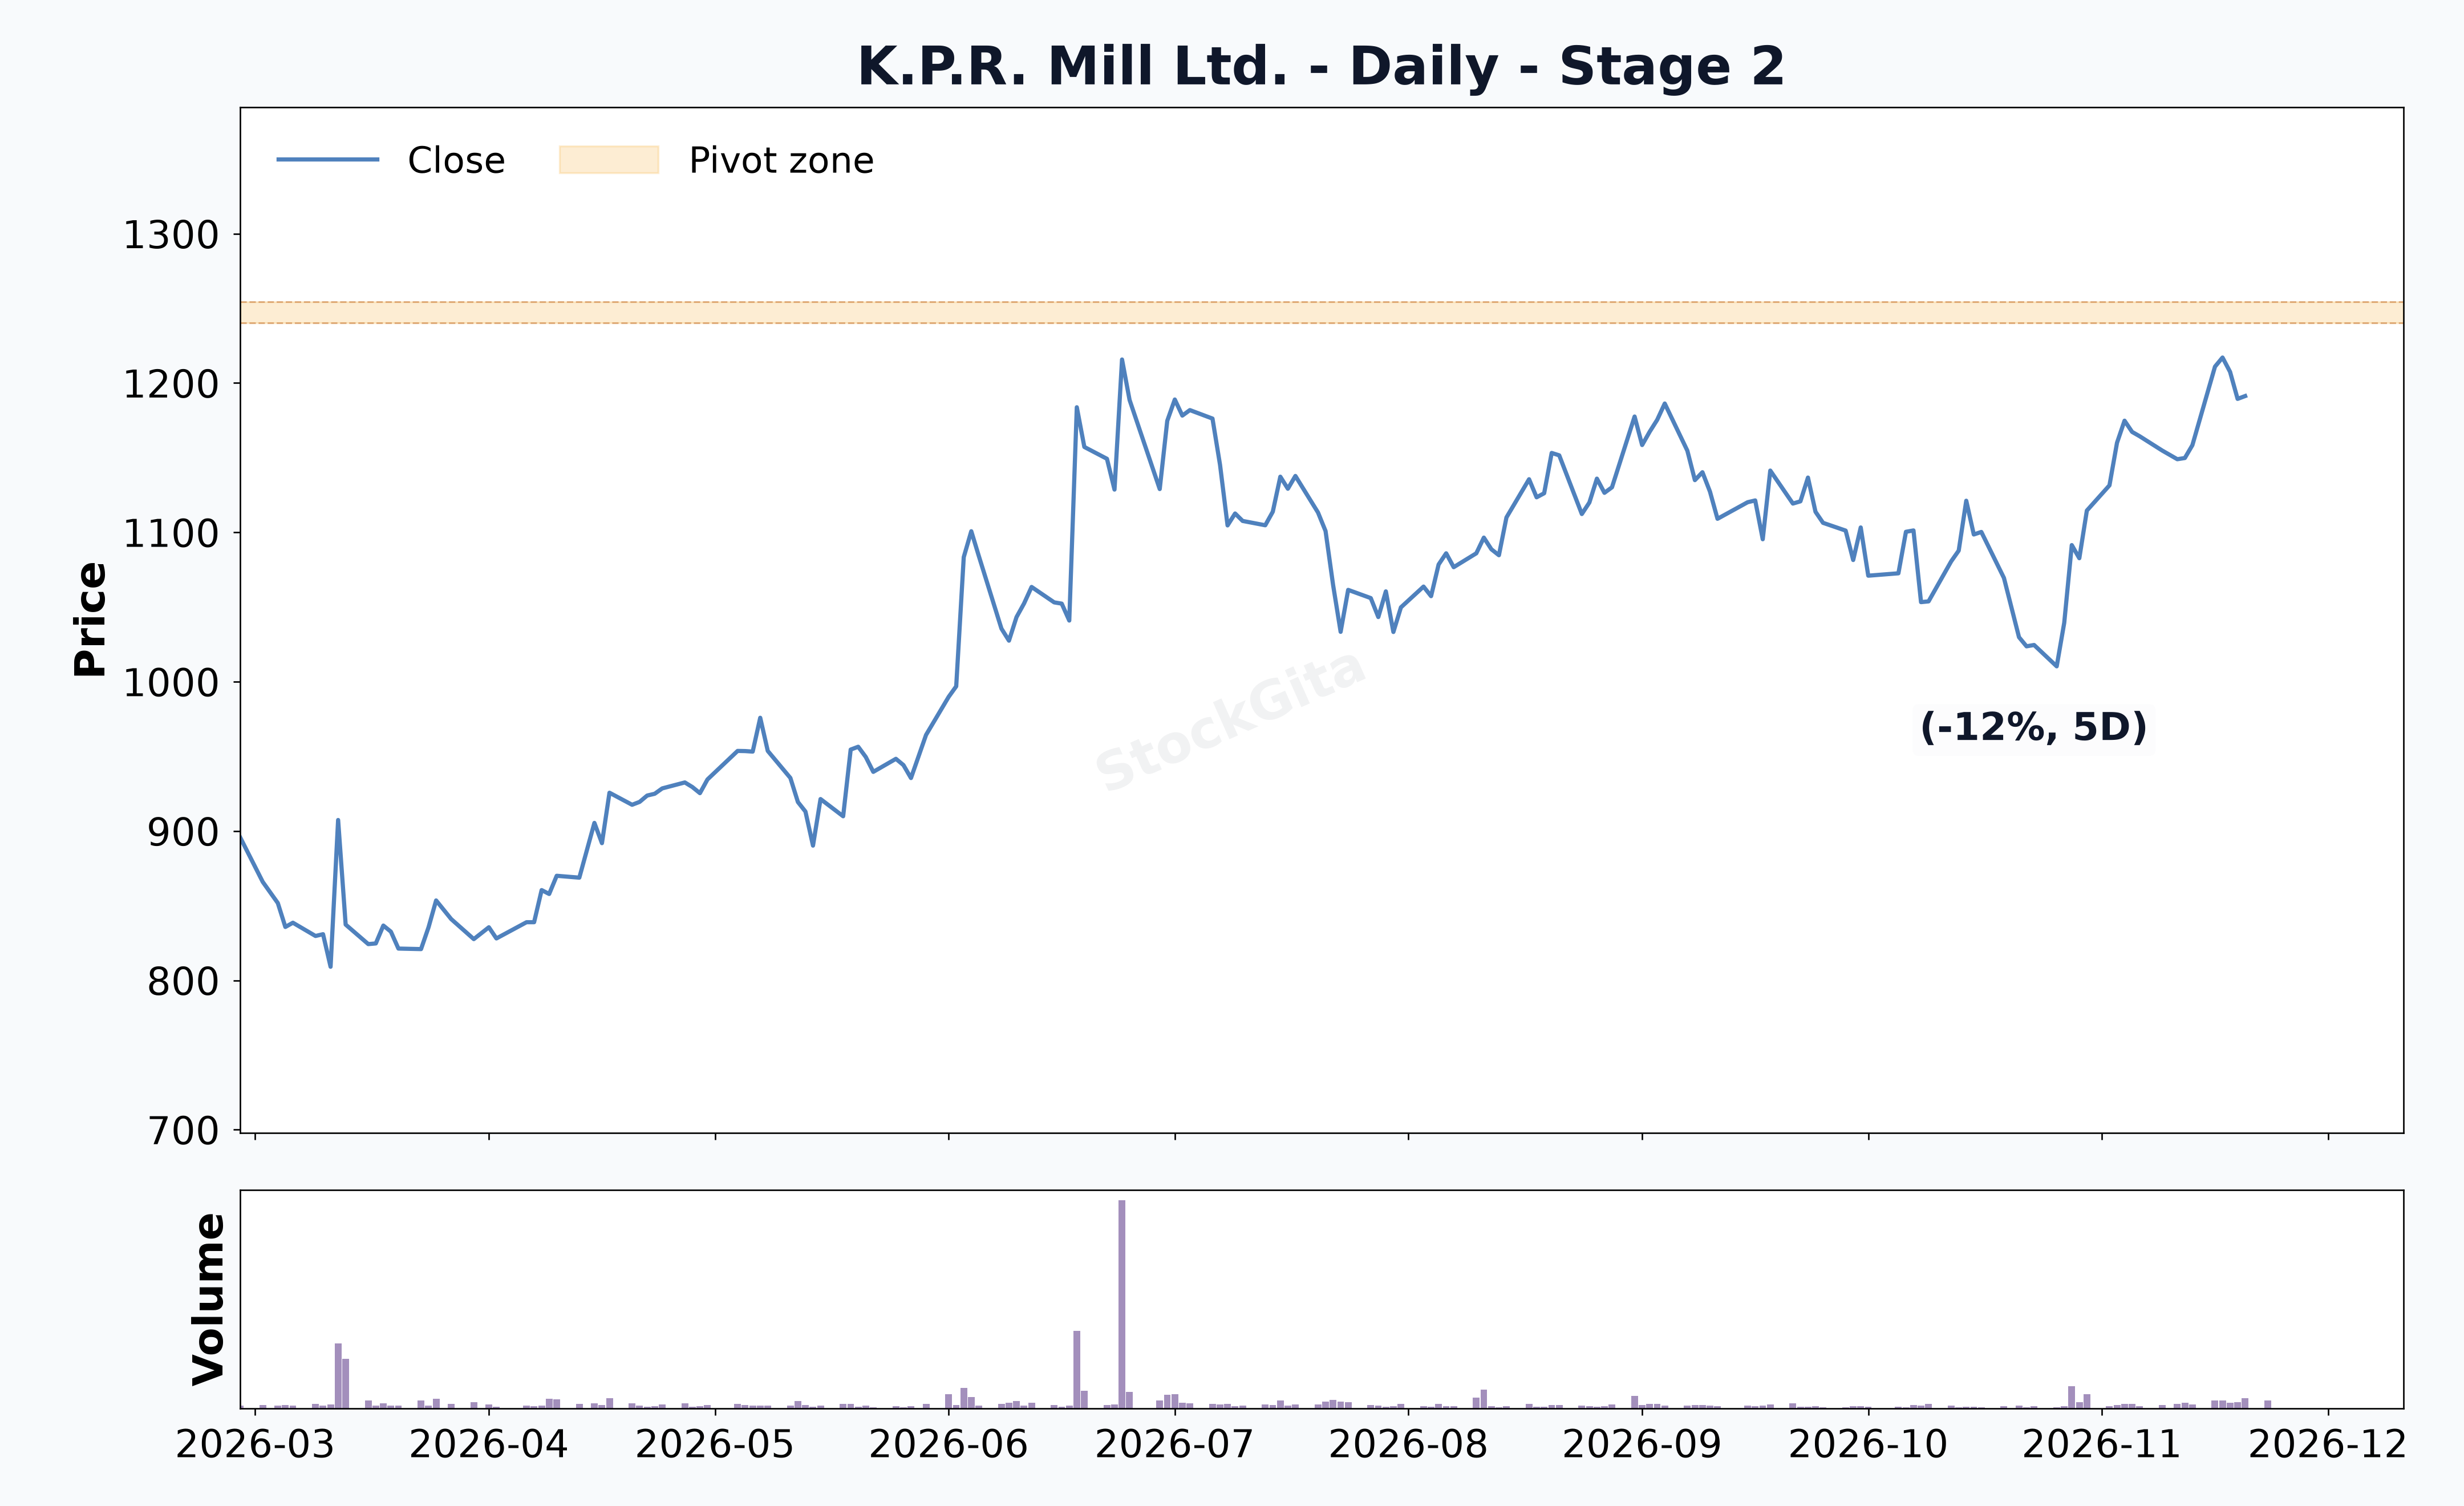 K.P.R. Mill Ltd. - Daily - Stage 2
Close
Pivot zone
1300
1200
1100
1000
900
800
700
Price
StockGita
(-12%, 5D)
Volume
2026-03
2026-04
2026-05
2026-06
2026-07
2026-08
2026-09
2026-10
2026-11
2026-12